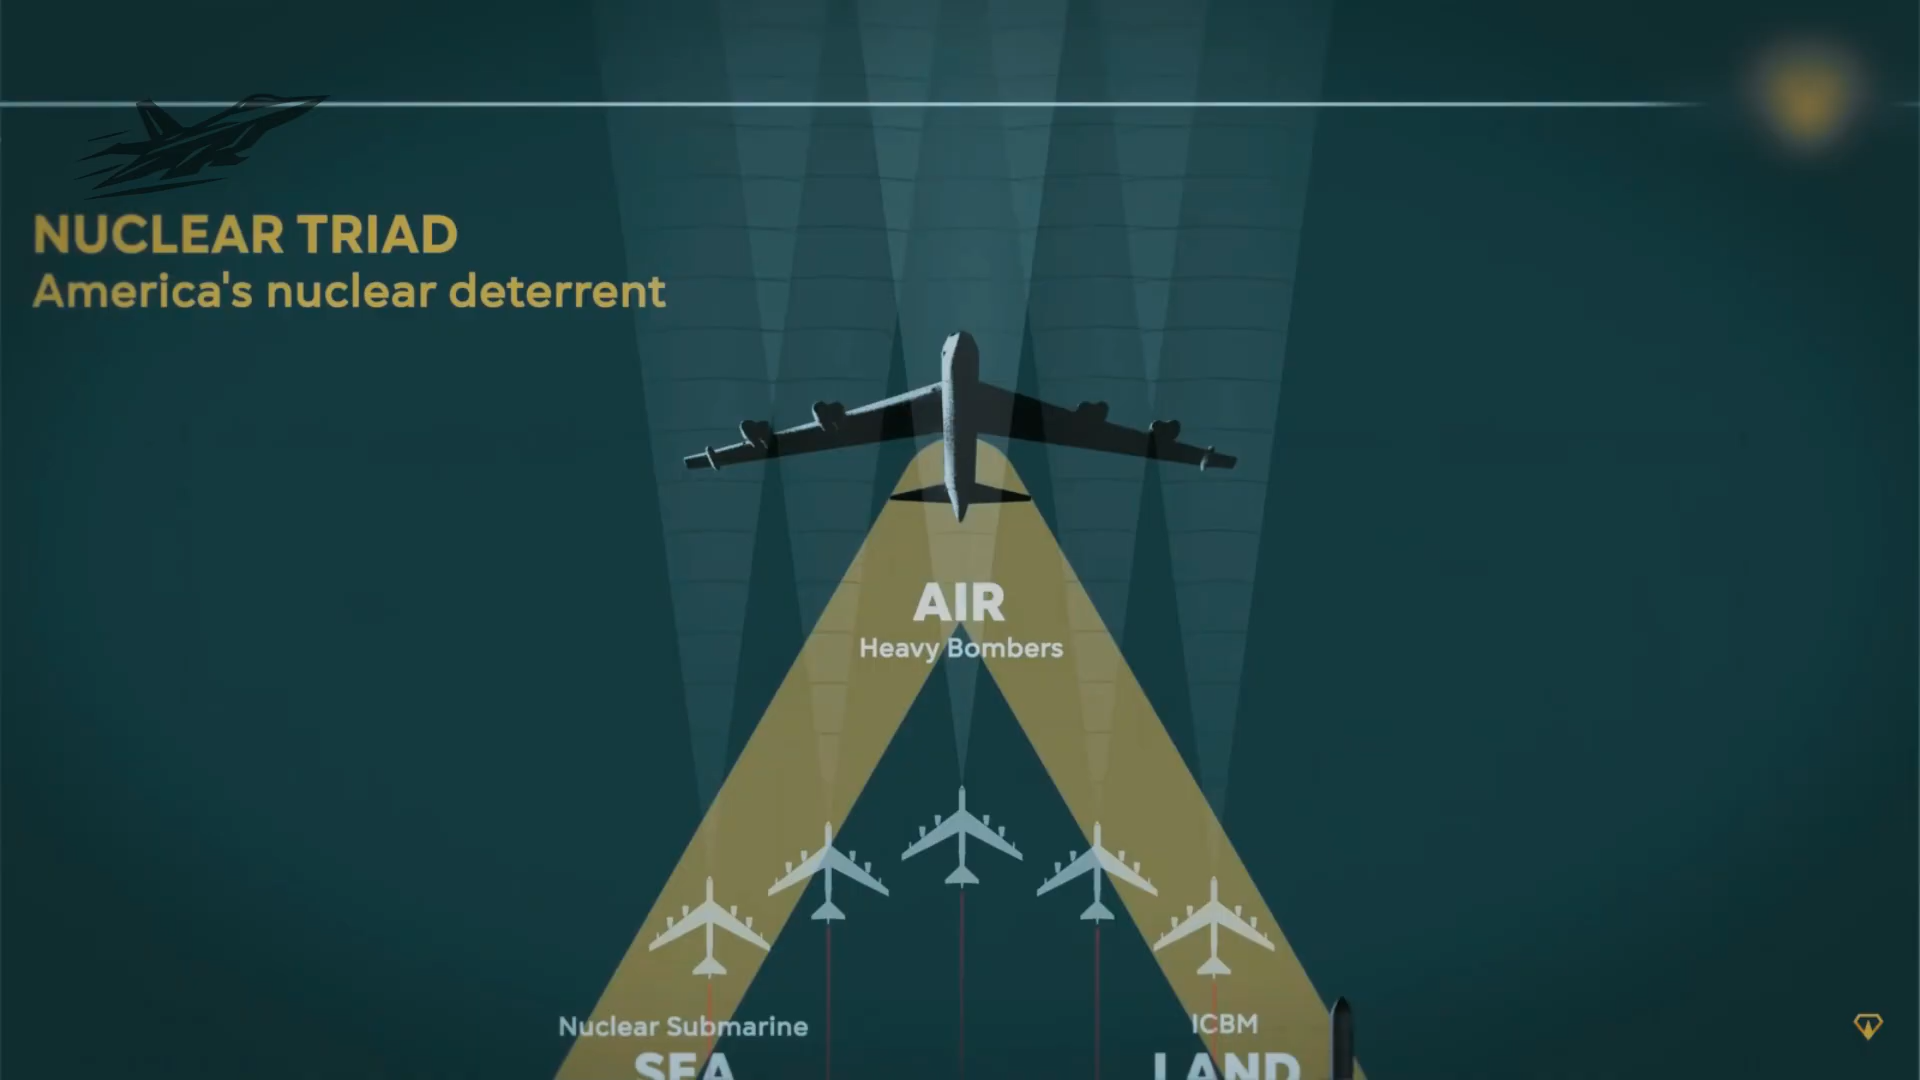 NUCLEAR TRIAD
America's nuclear deterrent
AIR
Heavy Bombers
Nuclear Submarine
SEA
ICBM
LAND